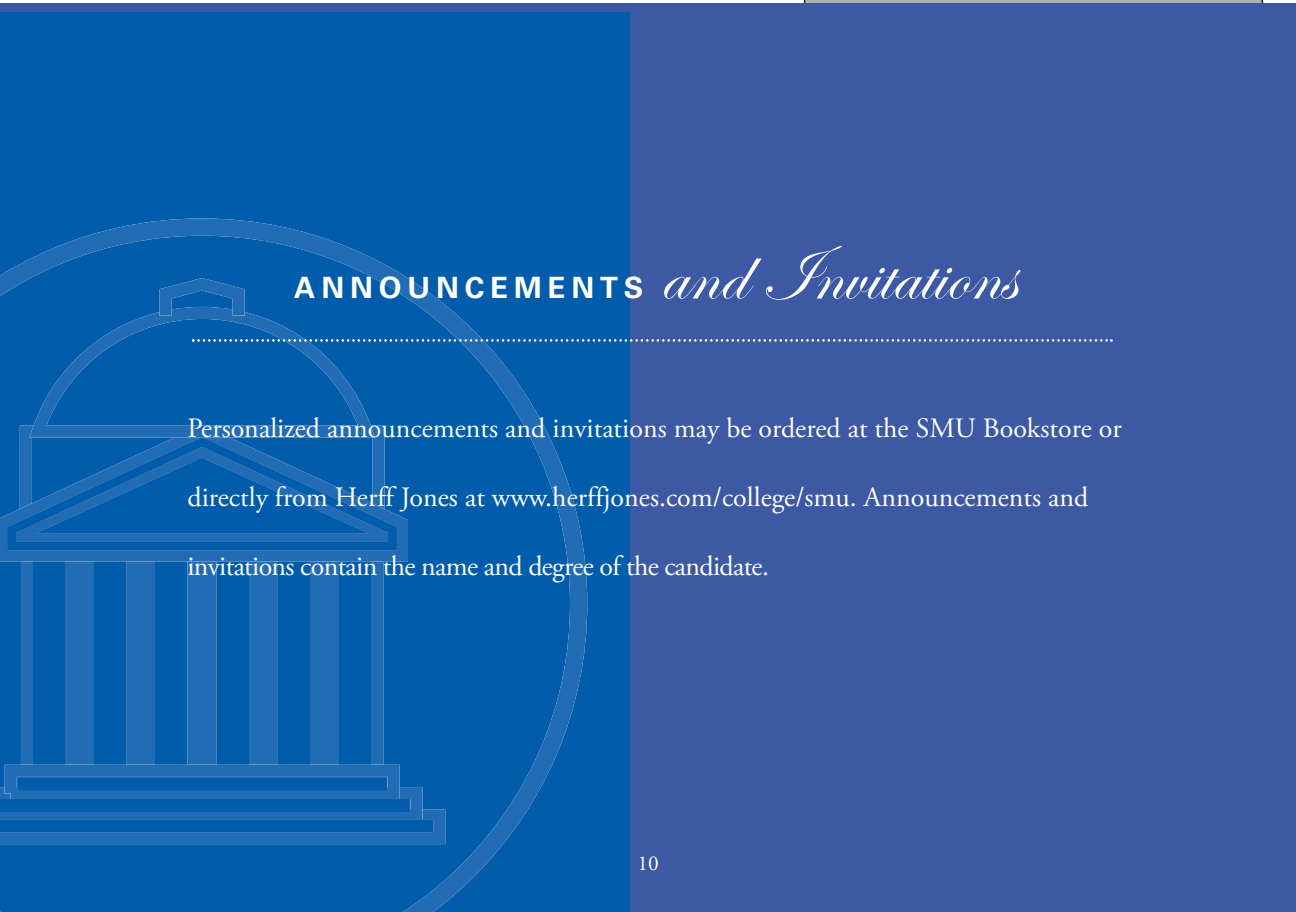 ANNOUNCEMENTS and Invitations
Personalized announcements and invitations may be ordered at the SMU Bookstore or
directly from Herff Jones at www.herffjones.com/college/smu. Announcements and
invitations contain the name and degree of the candidate.
10